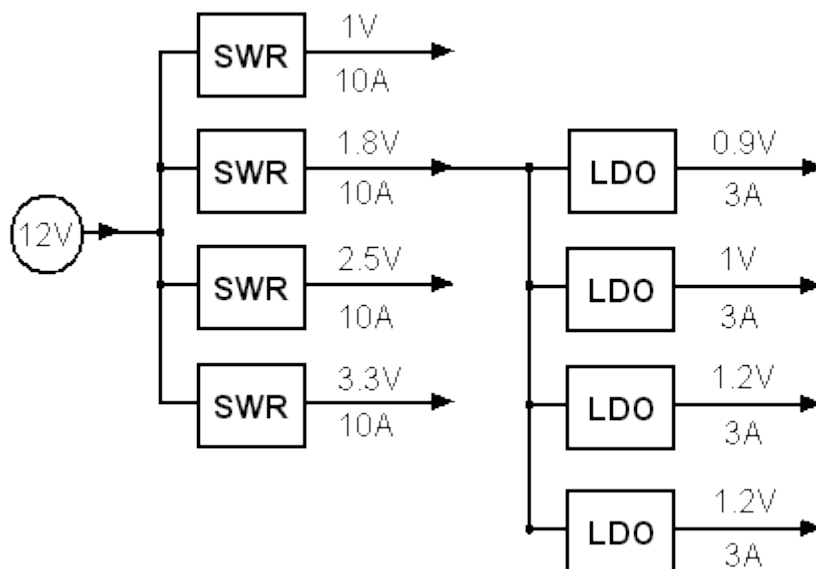 12V
SWR
1V
10A
SWR
1.8V
10A
SWR
2.5V
10A
SWR
3.3V
10A
LDO
0.9V
3A
LDO
1V
3A
LDO
1.2V
3A
LDO
1.2V
3A